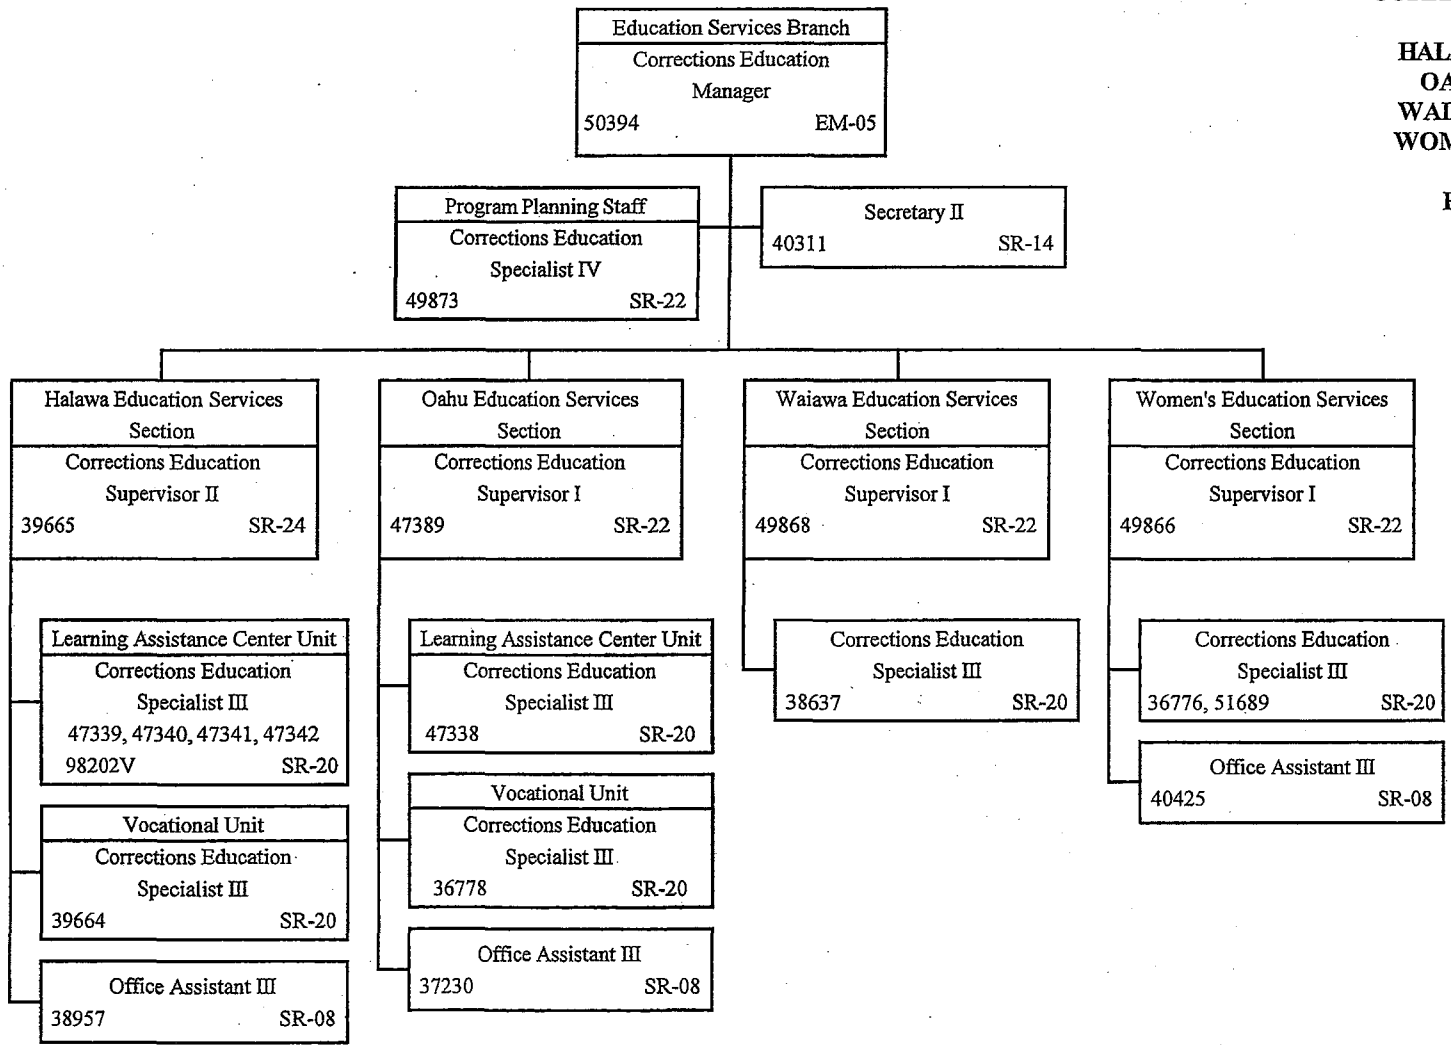 Education Services Branch
Corrections Education
Manager
50394 EM-05
HAL
OA
WOM
Program Planning Staff
Corrections Education
Specialist IV
49873 SR-22
Secretary II
40311 SR-14
Halawa Education Services
Section
Corrections Education
Supervisor II
39665 SR-24
Oahu Education Services
Section
Corrections Education
Supervisor I
47389 SR-22
Waiawa Education Services
Section
Corrections Education
Supervisor I
49868 SR-22
Women's Education Services
Section
Corrections Education
Supervisor I
49866 SR-22
Learning Assistance Center Unit
Corrections Education
Specialist III
47339, 47340, 47341, 47342
98202V SR-20
Vocational Unit
Corrections Education
Specialist III
39664 SR-20
Office Assistant III
38957 SR-08
Learning Assistance Center Unit
Corrections Education
Specialist III
47338 SR-20
Vocational Unit
Corrections Education
Specialist III
36778 SR-20
Office Assistant III
37230 SR-08
Corrections Education
Specialist III
38637 SR-20
Corrections Education
Specialist III
36776, 51689 SR-20
Office Assistant III
40425 SR-08